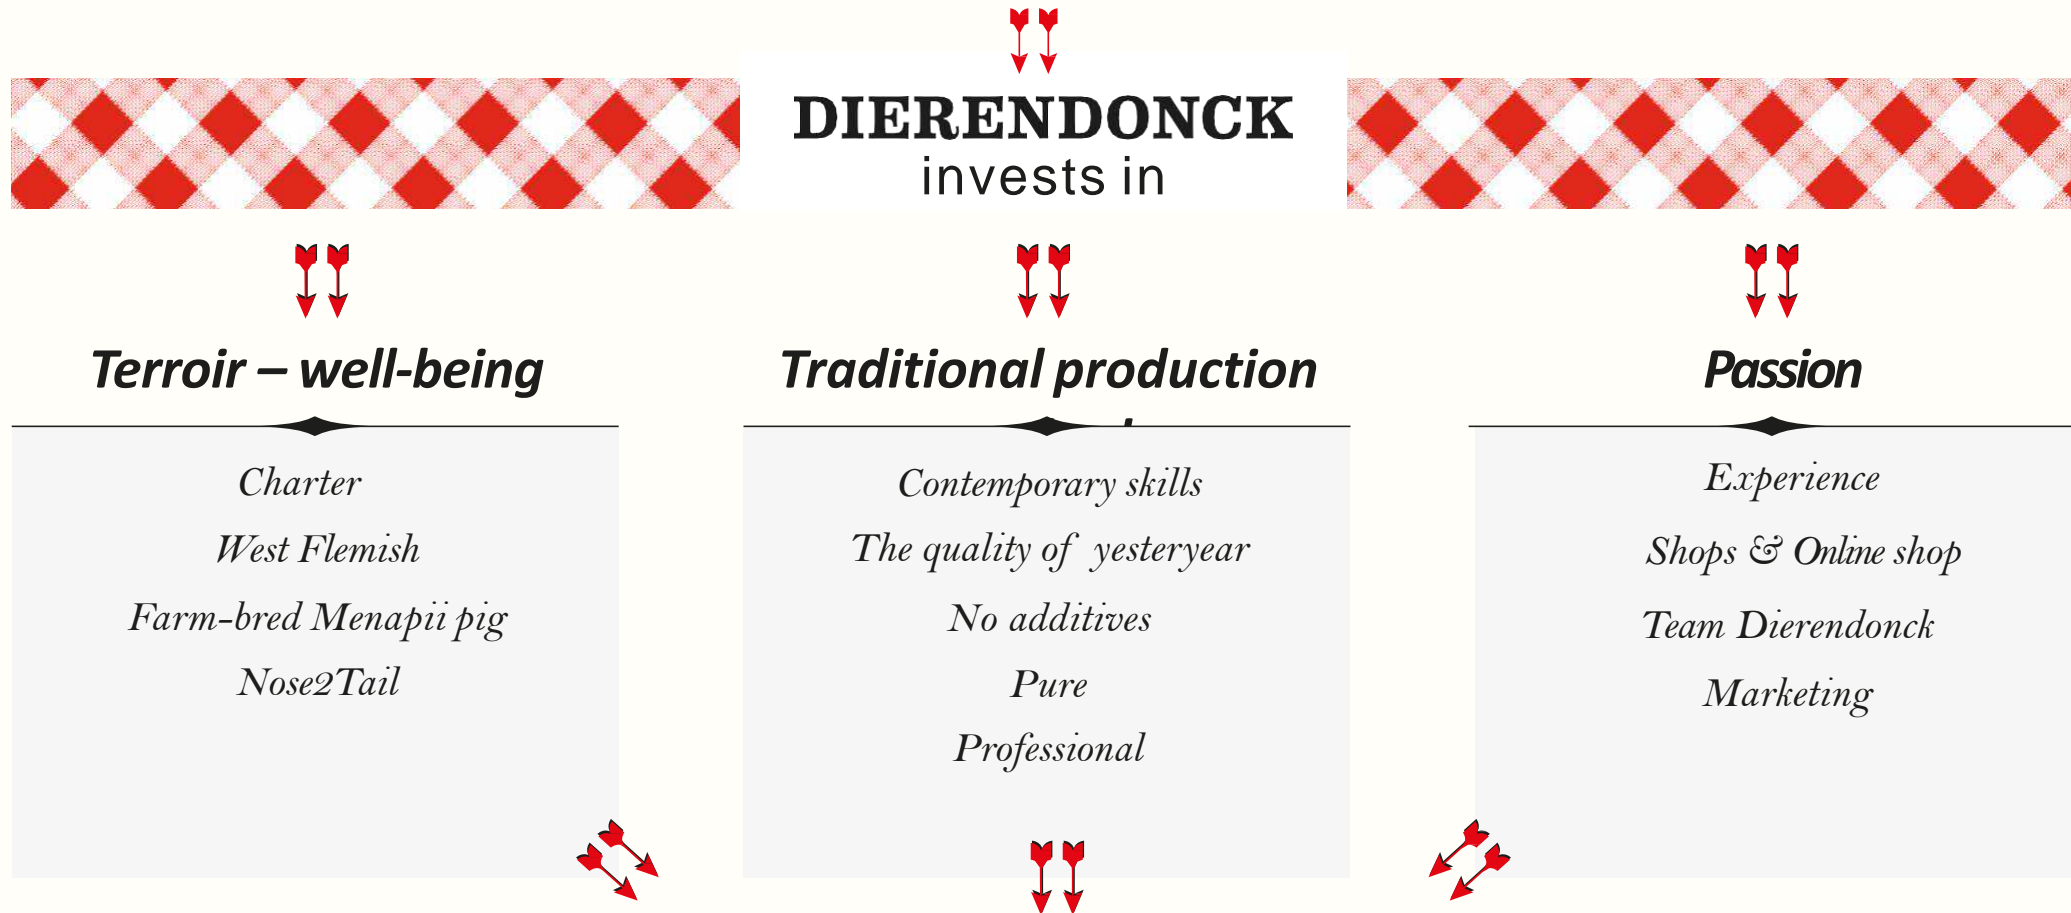 DIERENDONCK
invests in
Terroir – well-being
Charter
West Flemish
Farm-bred Menapii pig
Nose2Tail
Traditional production
Contemporary skills
The quality of yesteryear
No additives
Pure
Professional
Passion
Experience
Shops & Online shop
Team Dierendonck
Marketing